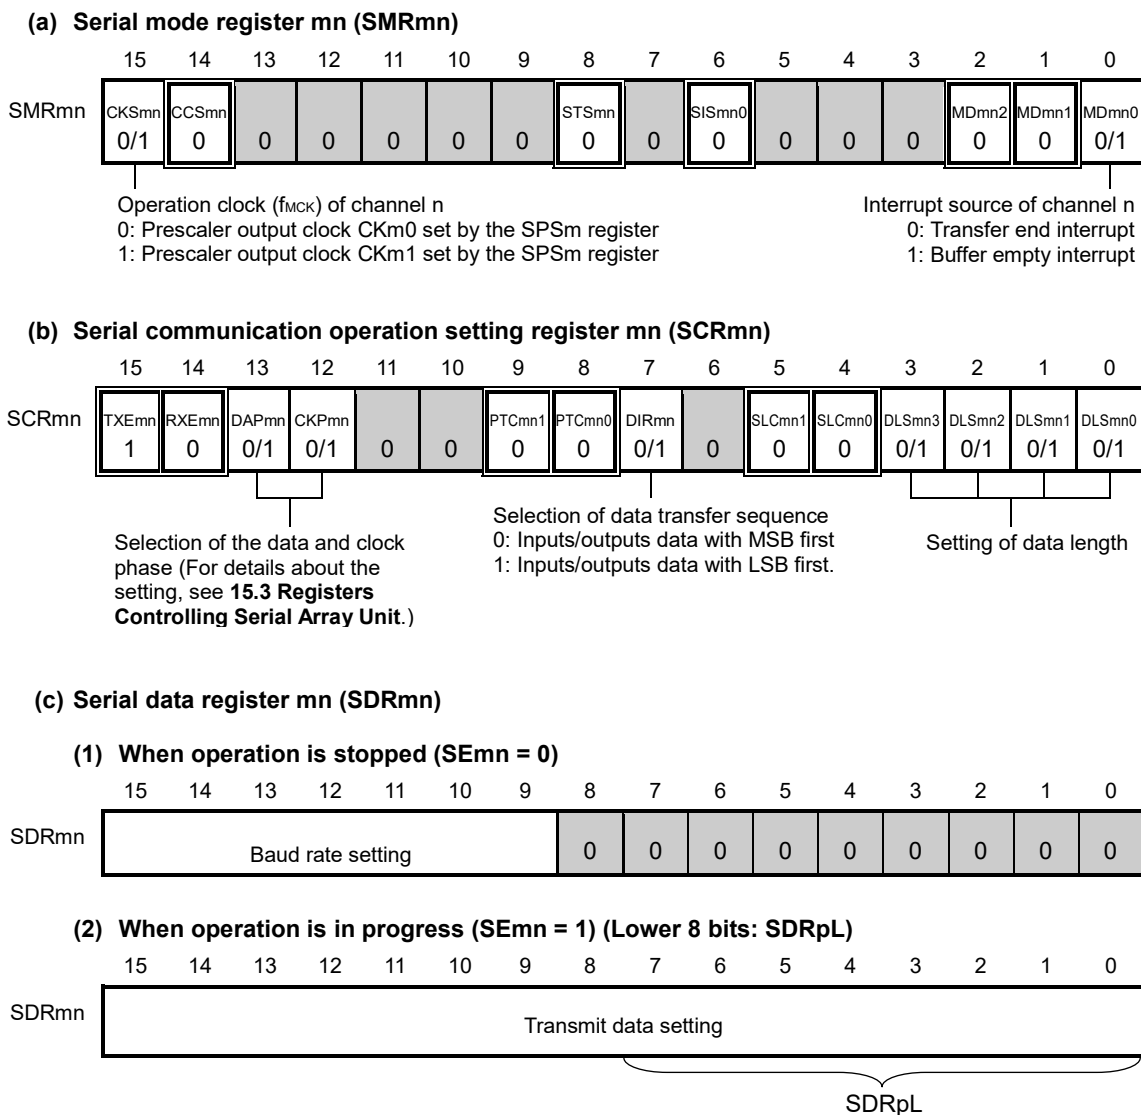 (a) Serial mode register mn (SMRmn)
15 14 13 12 11 10 9 8 7 6 5 4 3 2 1 0
SMRmn
CKSmn CCSmn STSmn SISmn0 MDmn2 MDmn1 MDmn0
0/1 0 0 0 0 0 0 0 0 0 0 0 0 0 0 0/1
Operation clock (fMCK) of channel n
0: Prescaler output clock CKm0 set by the SPSm register
1: Prescaler output clock CKm1 set by the SPSm register
Interrupt source of channel n
0: Transfer end interrupt
1: Buffer empty interrupt
(b) Serial communication operation setting register mn (SCRmn)
15 14 13 12 11 10 9 8 7 6 5 4 3 2 1 0
SCRmn
TXEmn RXEmn DAPmn CKPmn PTCmn1 PTCmn0 DIRmn SLCmn1 SLCmn0 DLSmn3 DLSmn2 DLSmn1 DLSmn0
1 0 0/1 0/1 0 0 0 0 0/1 0 0 0 0/1 0/1 0/1 0/1
Selection of the data and clock
phase (For details about the
setting, see 15.3 Registers
Controlling Serial Array Unit.)
Selection of data transfer sequence
0: Inputs/outputs data with MSB first
1: Inputs/outputs data with LSB first.
Setting of data length
(c) Serial data register mn (SDRmn)
(1) When operation is stopped (SEmn = 0)
15 14 13 12 11 10 9 8 7 6 5 4 3 2 1 0
SDRmn
Baud rate setting 0 0 0 0 0 0 0 0 0
(2) When operation is in progress (SEmn = 1) (Lower 8 bits: SDRpL)
15 14 13 12 11 10 9 8 7 6 5 4 3 2 1 0
SDRmn
Transmit data setting
SDRpL